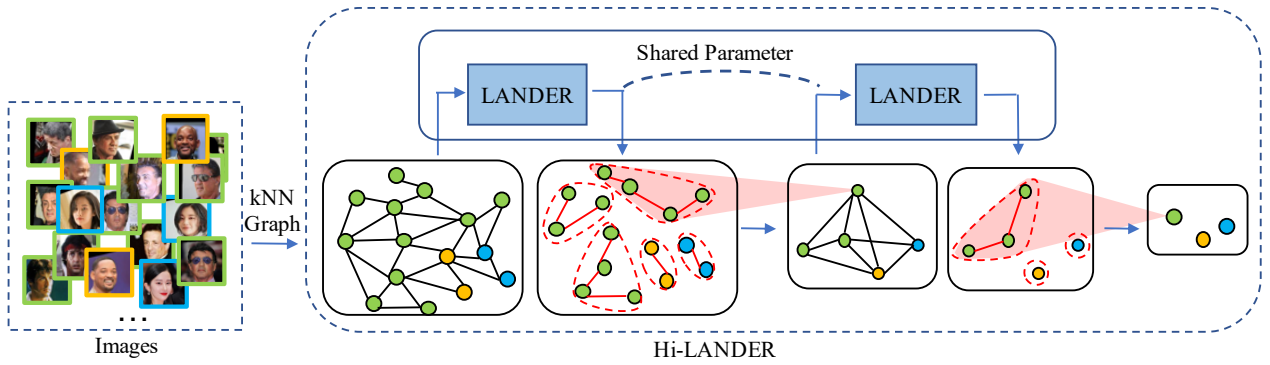 Shared Parameter
LANDER
LANDER
kNN
Graph
...
Images
Hi-LANDER